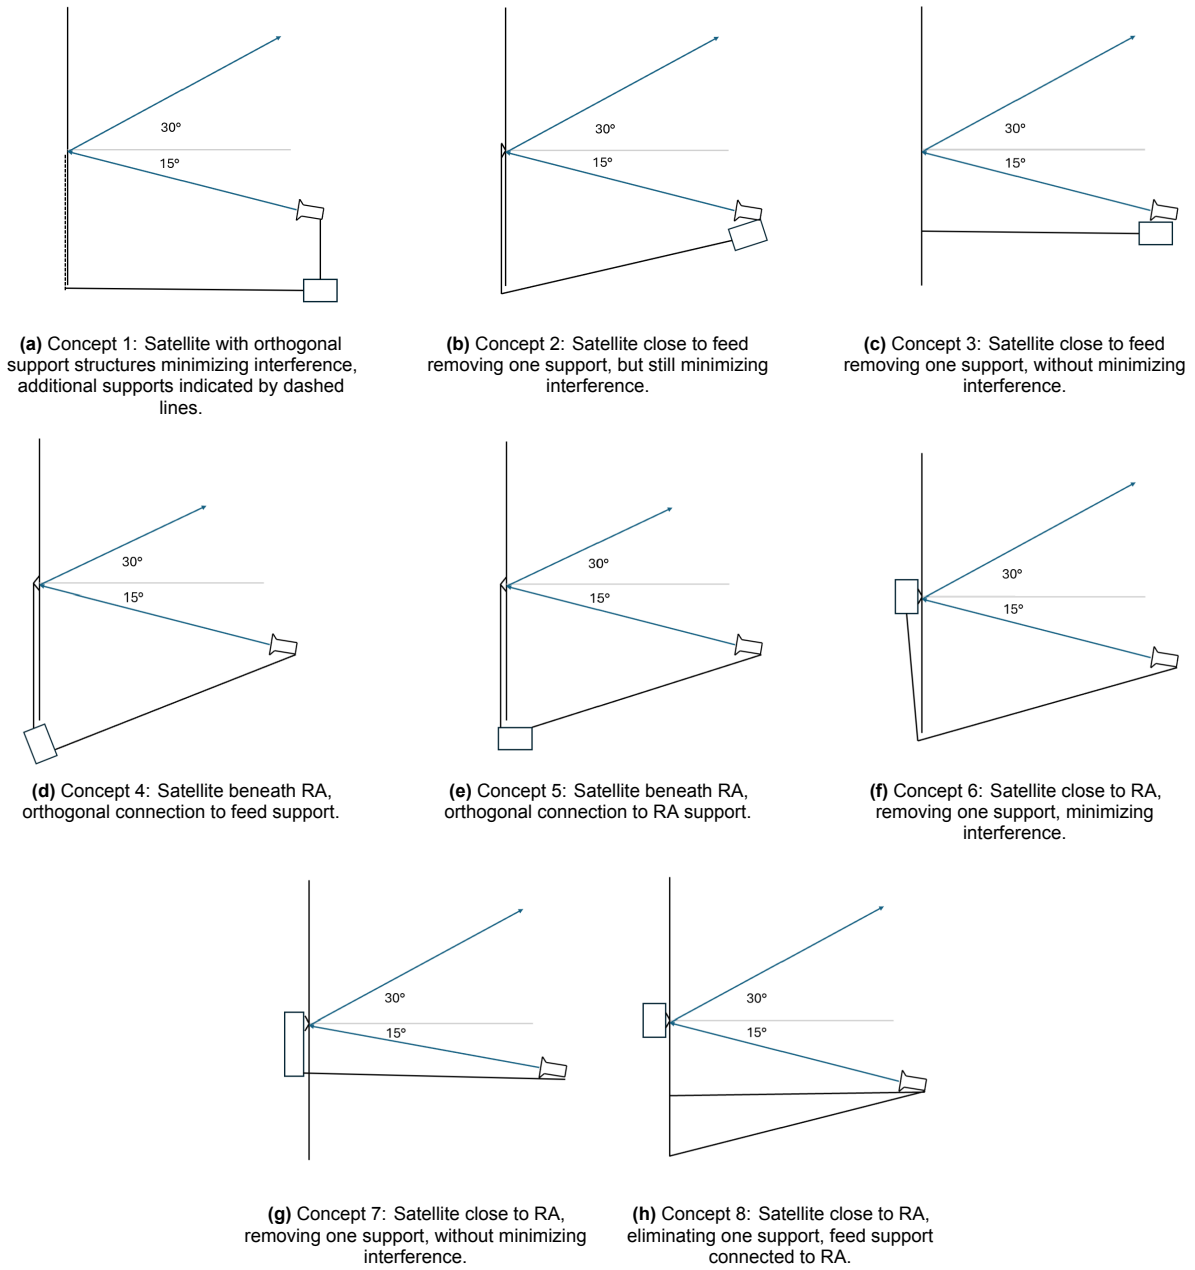 30º
15º
30º
15º
30º
15º
(a) Concept 1: Satellite with orthogonal
support structures minimizing interference,
additional supports indicated by dashed
lines.
(b) Concept 2: Satellite close to feed
removing one support, but still minimizing
interference.
(c) Concept 3: Satellite close to feed
removing one support, without minimizing
interference.
30º
15º
30º
15º
30º
15º
(d) Concept 4: Satellite beneath RA,
orthogonal connection to feed support.
(e) Concept 5: Satellite beneath RA,
orthogonal connection to RA support.
(f) Concept 6: Satellite close to RA,
removing one support, minimizing
interference.
30º
15º
30º
15º
(g) Concept 7: Satellite close to RA,
removing one support, without minimizing
interference.
(h) Concept 8: Satellite close to RA,
eliminating one support, feed support
connected to RA.